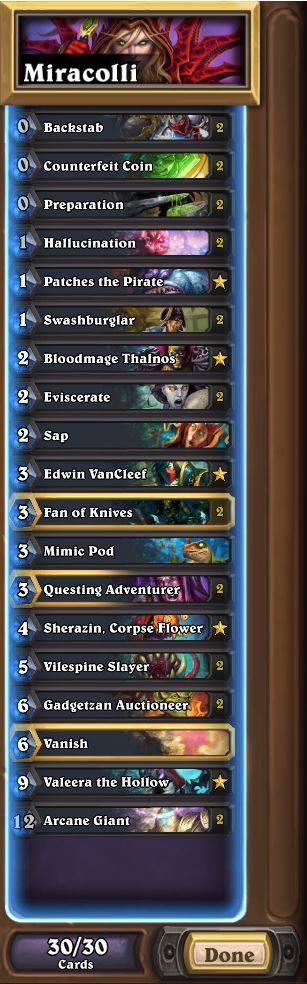 Miracolli
0 Backstab 2
0 Counterfeit Coin 2
0 Preparation 2
1 Hallucination 2
1 Patches the Pirate
1 Swashburglar 2
2 Bloodmage Thalnos
2 Eviscerate 2
2 Sap
3 Edwin VanCleef
3 Fan of Knives 2
3 Mimic Pod
3 Questing Adventurer 2
4 Sherazin, Corpse Flower
5 Vilespine Slayer 2
6 Gadgetzan Auctioneer 2
6 Vanish
9 Valeera the Hollow
12 Arcane Giant 2
30/30
Cards
Done